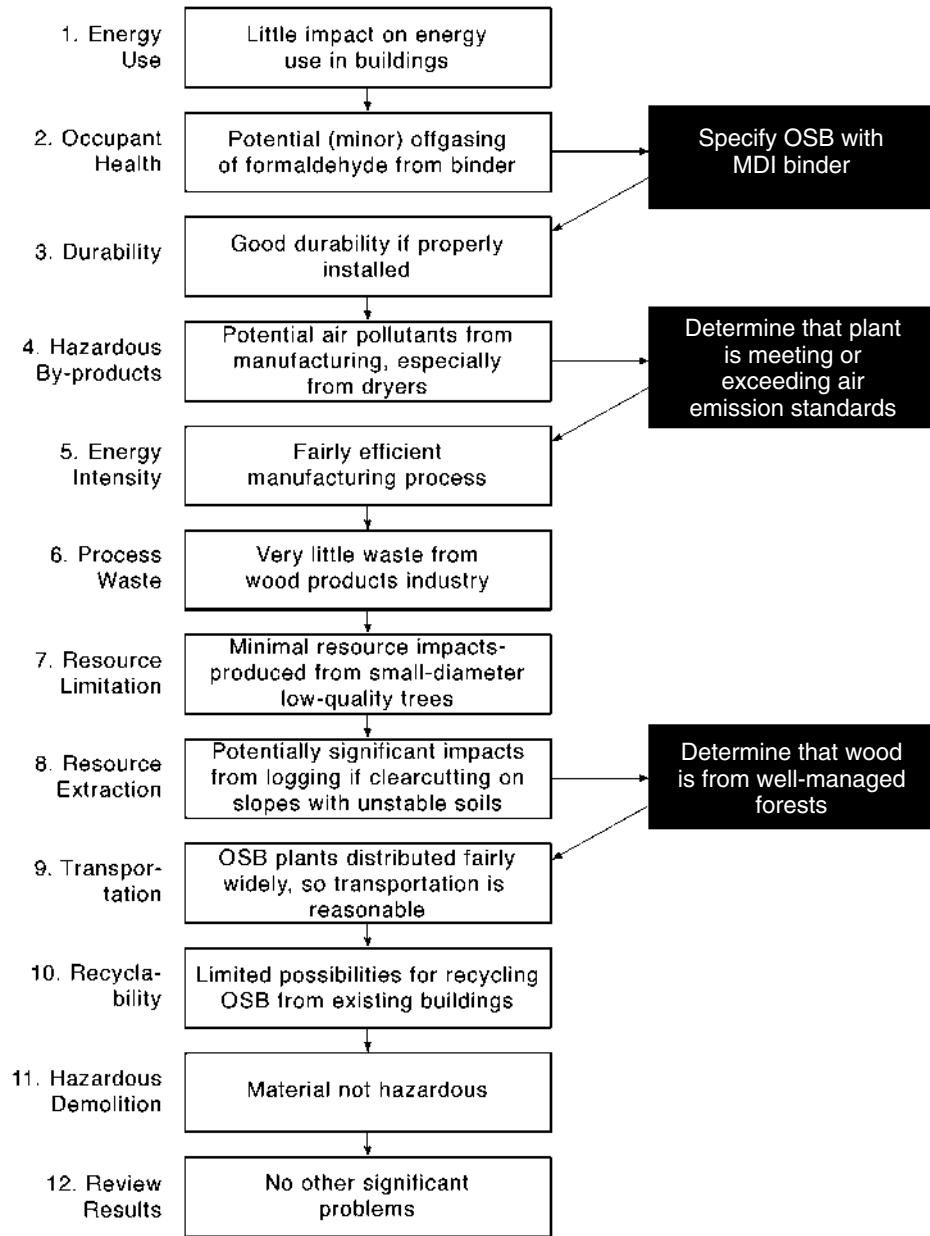 1. Energy
Use
Little impact on energy
use in buildings
2. Occupant
Health
Potential (minor) offgasing
of formaldehyde from binder
Specify OSB with
MDI binder
3. Durability
Good durability if properly
installed
4. Hazardous
By-products
Potential air pollutants from
manufacturing, especially
from dryers
Determine that plant
is meeting or
exceeding air
emission standards
5. Energy
Intensity
Fairly efficient
manufacturing process
6. Process
Waste
Very little waste from
wood products industry
7. Resource
Limitation
Minimal resource impacts-
produced from small-diameter
low-quality trees
8. Resource
Extraction
Potentially significant impacts
from logging if clearcutting on
slopes with unstable soils
Determine that wood
is from well-managed
forests
9. Transpor-
tation
OSB plants distributed fairly
widely, so transportation is
reasonable
10. Recycla-
bility
Limited possibilities for recycling
OSB from existing buildings
11. Hazardous
Demolition
Material not hazardous
12. Review
Results
No other significant
problems